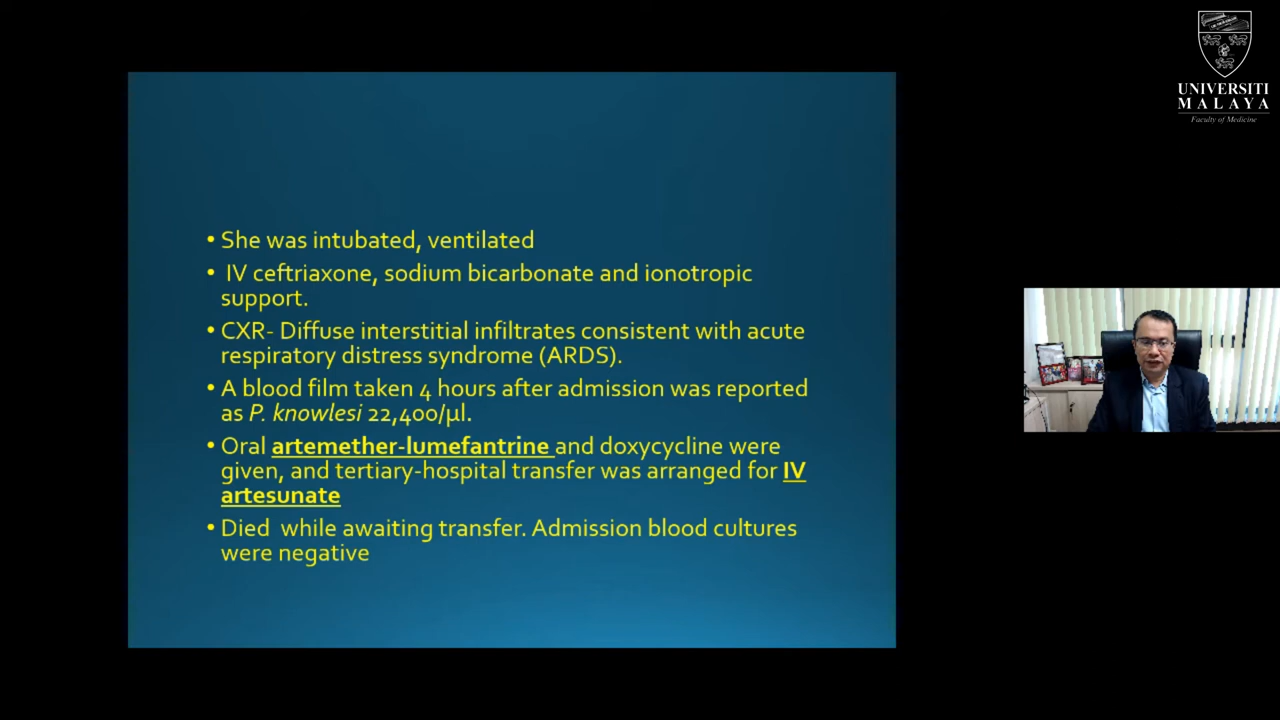 UNIVERSITI
MALAYA
Faculty of Medicine
• She was intubated, ventilated
• IV ceftriaxone, sodium bicarbonate and ionotropic
support.
• CXR- Diffuse interstitial infiltrates consistent with acute
respiratory distress syndrome (ARDS).
• A blood film taken 4 hours after admission was reported
as P. knowlesi 22,400/µl.
• Oral artemether-lumefantrine and doxycycline were
given, and tertiary-hospital transfer was arranged for IV
artesunate
• Died while awaiting transfer. Admission blood cultures
were negative